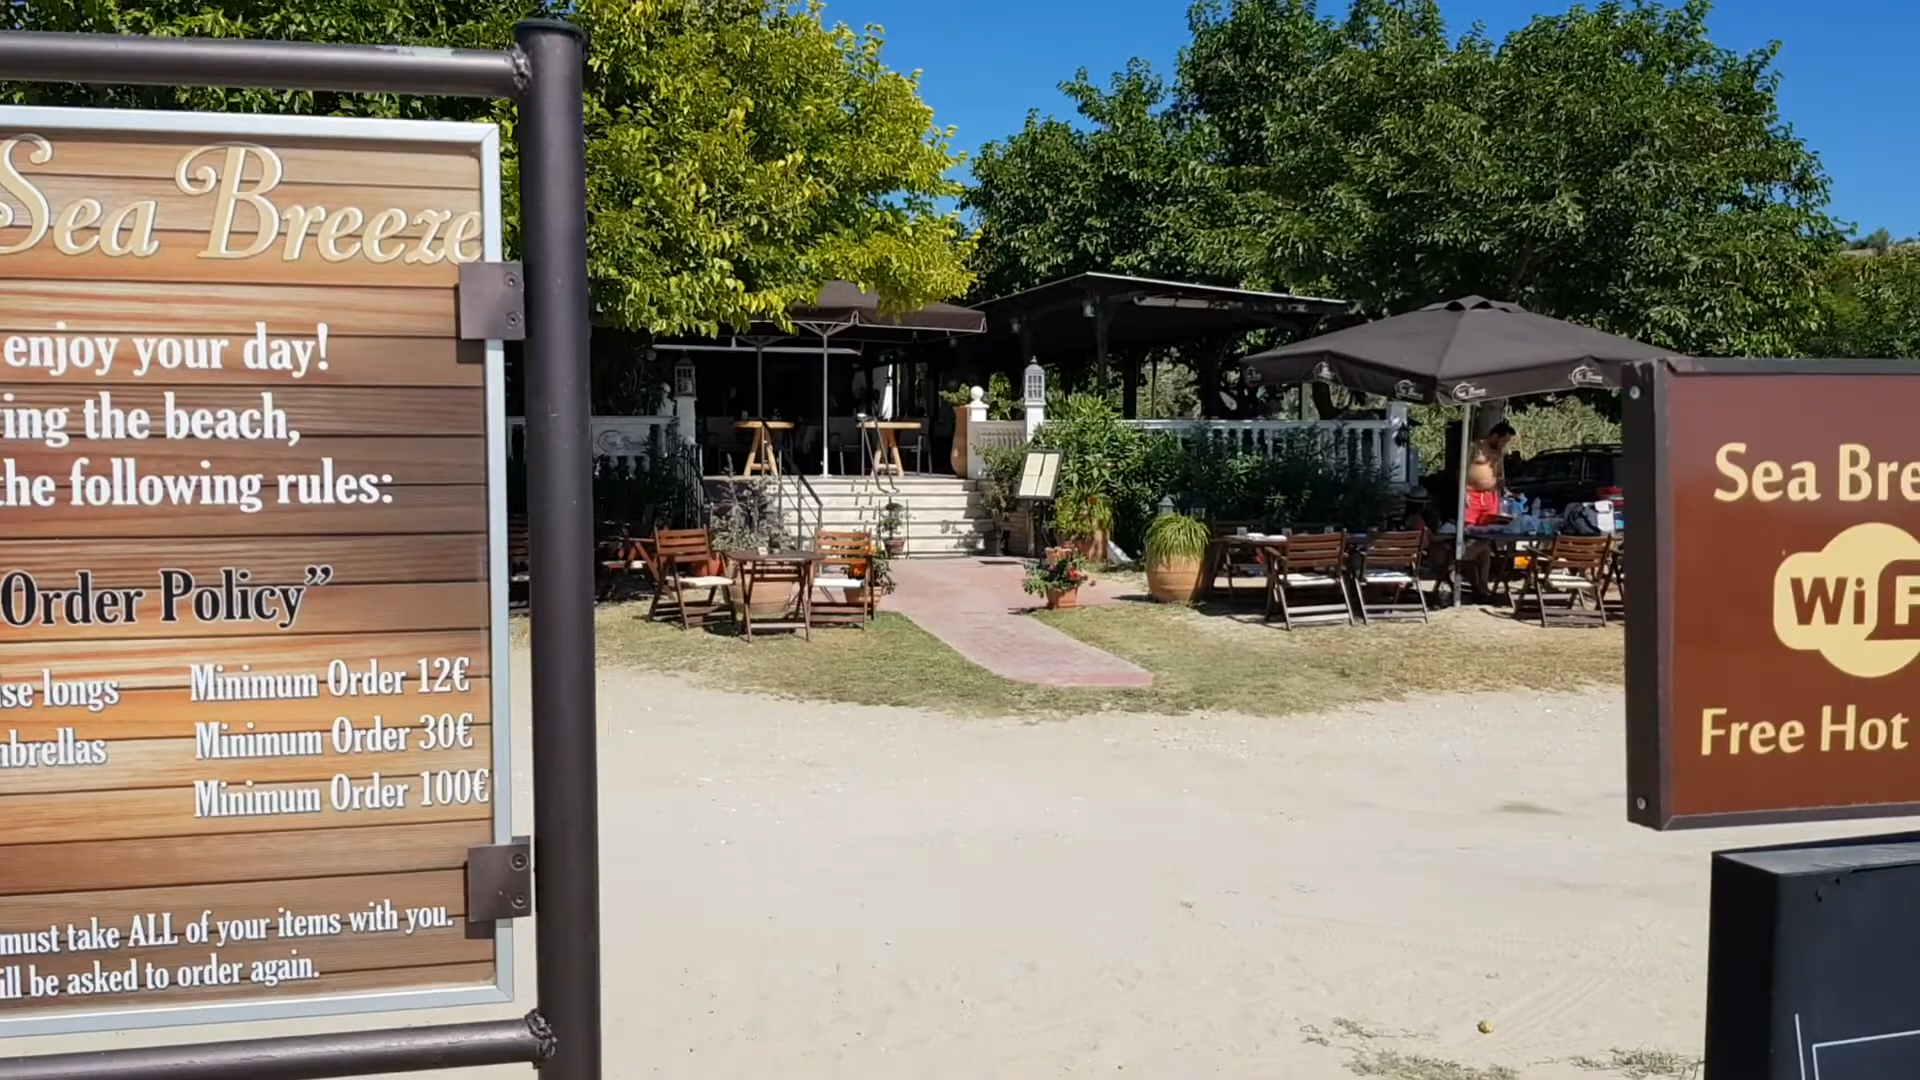 Sea Breeze
enjoy your day!
ing the beach,
the following rules:
Order Policy”
se longs Minimum Order 12€
brellas Minimum Order 30€
Minimum Order 100€
must take ALL of your items with you.
ill be asked to order again.
Sea Bre
WiF
Free Hot